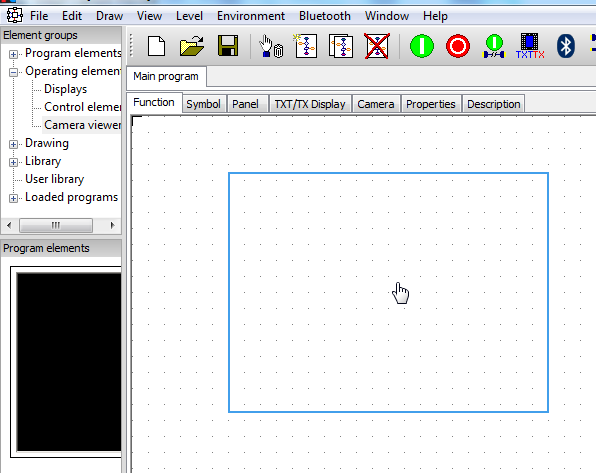 File Edit Draw View Level Environment Bluetooth Window Help
Element groups
Program elements
Operating elemen
Displays
Control eleme
Camera viewer
Drawing
Library
User library
Loaded programs
Program elements
TXT TX
Main program
Function Symbol Panel TXT/TX Display Camera Properties Description